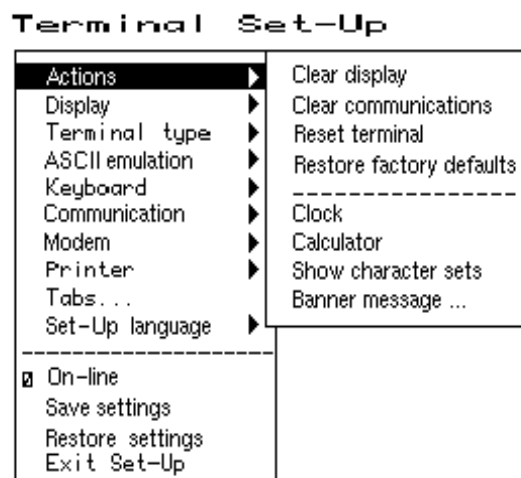 Terminal Set-Up
Actions
Display
Terminal type
ASCII emulation
Keyboard
Communication
Modem
Printer
Tabs...
Set-Up language
On-line
Save settings
Restore settings
Exit Set-Up
Clear display
Clear communications
Reset terminal
Restore factory defaults
Clock
Calculator
Show character sets
Banner message ...